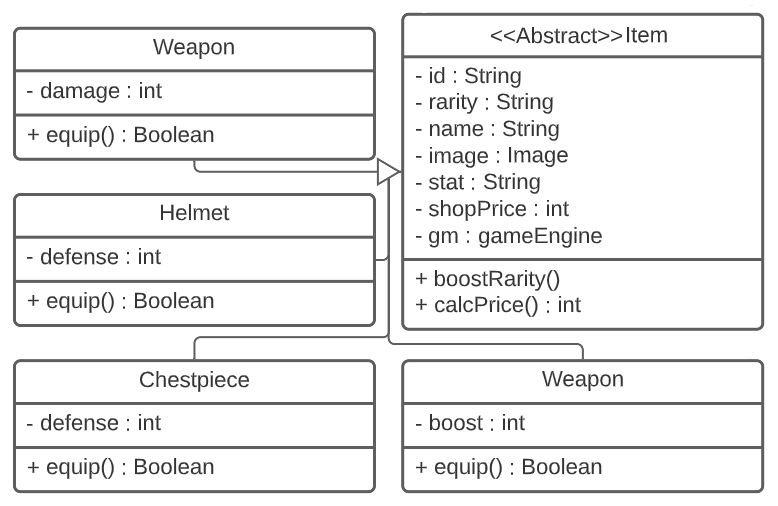 Weapon
- damage : int
+ equip() : Boolean
<<Abstract>>Item
- id : String
- rarity : String
- name : String
- image : Image
- stat : String
- shopPrice : int
- gm : gameEngine
+ boostRarity()
+ calcPrice() : int
Helmet
- defense : int
+ equip() : Boolean
Chestpiece
- defense : int
+ equip() : Boolean
Weapon
- boost : int
+ equip() : Boolean